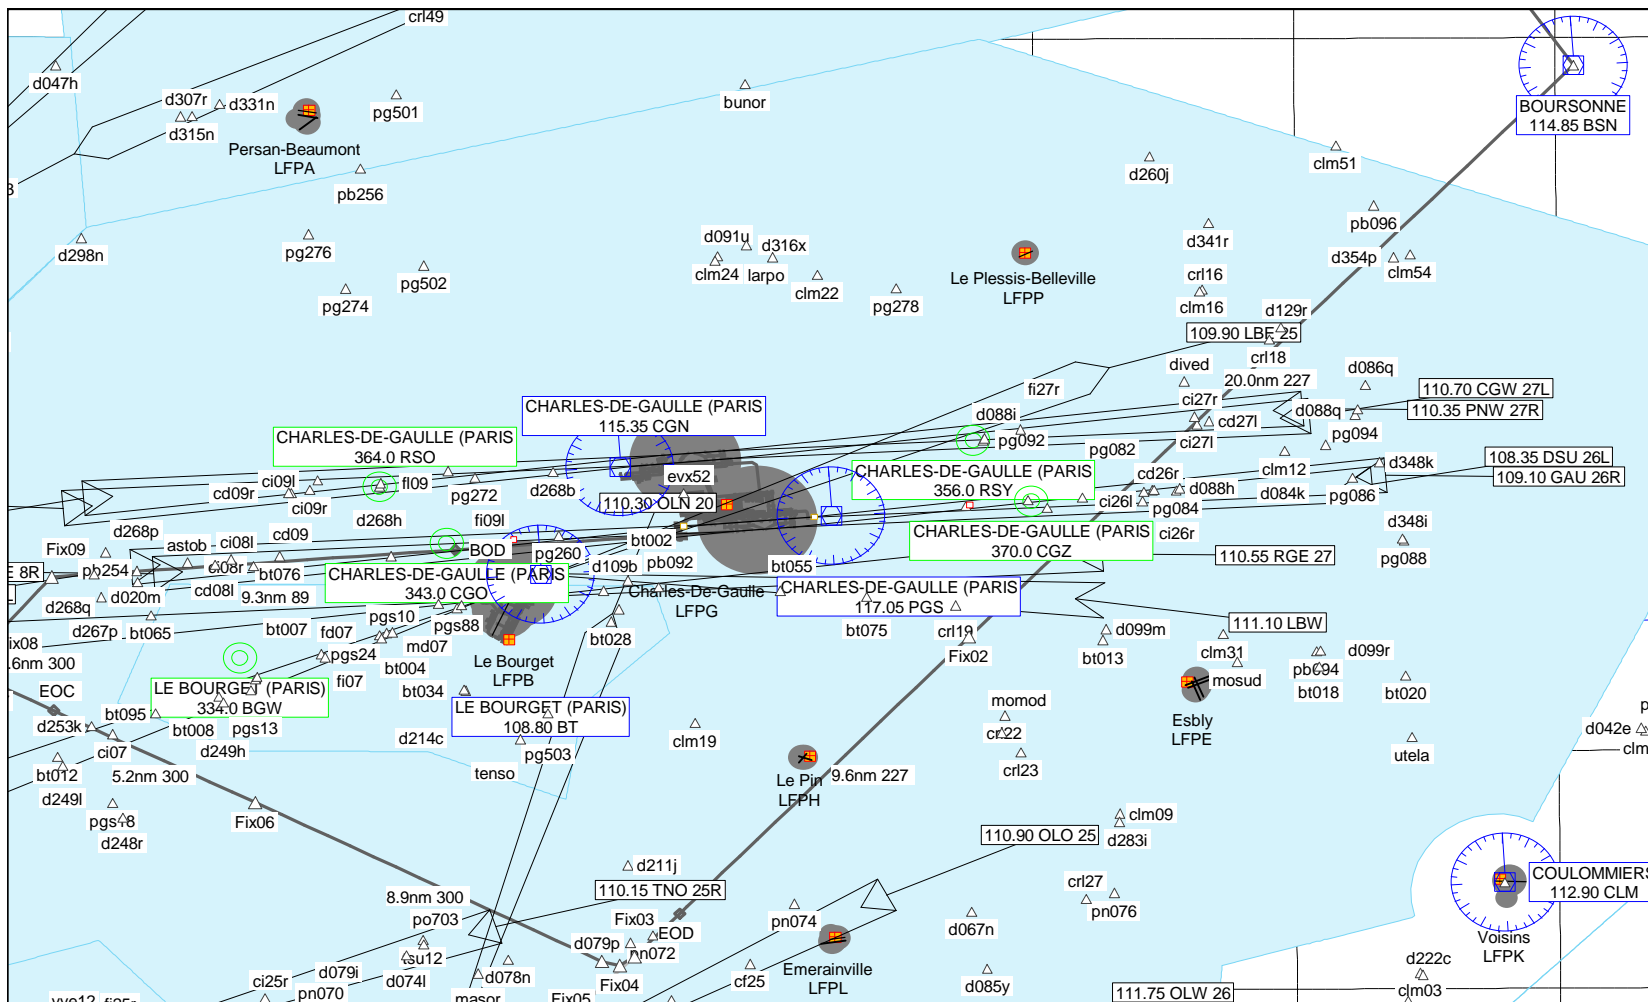 crl49
d047h
d307r
d331n
d315n
pg501
bunor
BOURSONNE
114.85 BSN
Persan-Beaumont
LFPA
clm51
d260j
pb256
pb096
d298n
pg276
d091u
d316x
d341r
Le Plessis-Belleville
LFPP
d354p
clm54
clm24
larpo
pg502
crl16
clm22
pg274
pg278
clm16
d129r
109.90 LBE 25
crl18
dived
d086q
20.0nm 227
fi27r
110.70 CGW 27L
CHARLES-DE-GAULLE (PARIS
115.35 CGN
ci27r
d088i
d088q
110.35 PNW 27R
cd27l
CHARLES-DE-GAULLE (PARIS
364.0 RSO
pg092
ci27l
pg094
pg082
108.35 DSU 26L
clm12
d348k
evx52
CHARLES-DE-GAULLE (PARIS
356.0 RSY
cd26r
109.10 GAU 26R
ci09l
fl09
cd09r
pg272
d268b
d088h
d084k
pg086
110.30 OLN 20
ci26l
ci09r
pg084
d268h
fi09l
d268p
cd09
CHARLES-DE-GAULLE (PARIS
370.0 CGZ
d348i
ci26r
bt002
astob
ci08l
Fix09
BOD
pg260
pb092
110.55 RGE 27
pg088
d109b
bt055
pb254
ci08r
bt076
E 8R
CHARLES-DE-GAULLE (PARIS
343.0 CGO
cd08l
9.3nm 89
d020m
Charles-De-Gaulle
LFPG
CHARLES-DE-GAULLE (PARIS
117.05 PGS
d268q
pgs10
pgs88
111.10 LBW
d267p
bt065
bt007
fd07
bt028
bt075
crl19
d099m
ix08
md07
Fix02
bt013
clm31
d099r
.6nm 300
pgs24
bt004
Le Bourget
LFPB
pb094
fi07
mosud
EOC
LE BOURGET (PARIS)
334.0 BGW
bt034
bt018
bt020
LE BOURGET (PARIS)
108.80 BT
momod
bt095
bt008
pgs13
Esbly
LFPE
d253k
d249h
d214c
clm19
d042e
ci07
pg503
utela
clm
bt012
5.2nm 300
tenso
crl23
Le Pin
LFPH
9.6nm 227
d249l
Fix06
clm09
d248r
110.90 OLO 25
d283i
d211j
COULOMMIERS
112.90 CLM
110.15 TNO 25R
8.9nm 300
crl27
po703
Fix03
pn074
pn076
EOD
d067n
d079p
pn072
Voisins
LFPK
d079i
d074l
d078n
Emerainville
LFPL
ci25r
cf25
d085y
d222c
pn070
Fix04
111.75 OLW 26
clm03
masor
Fix05